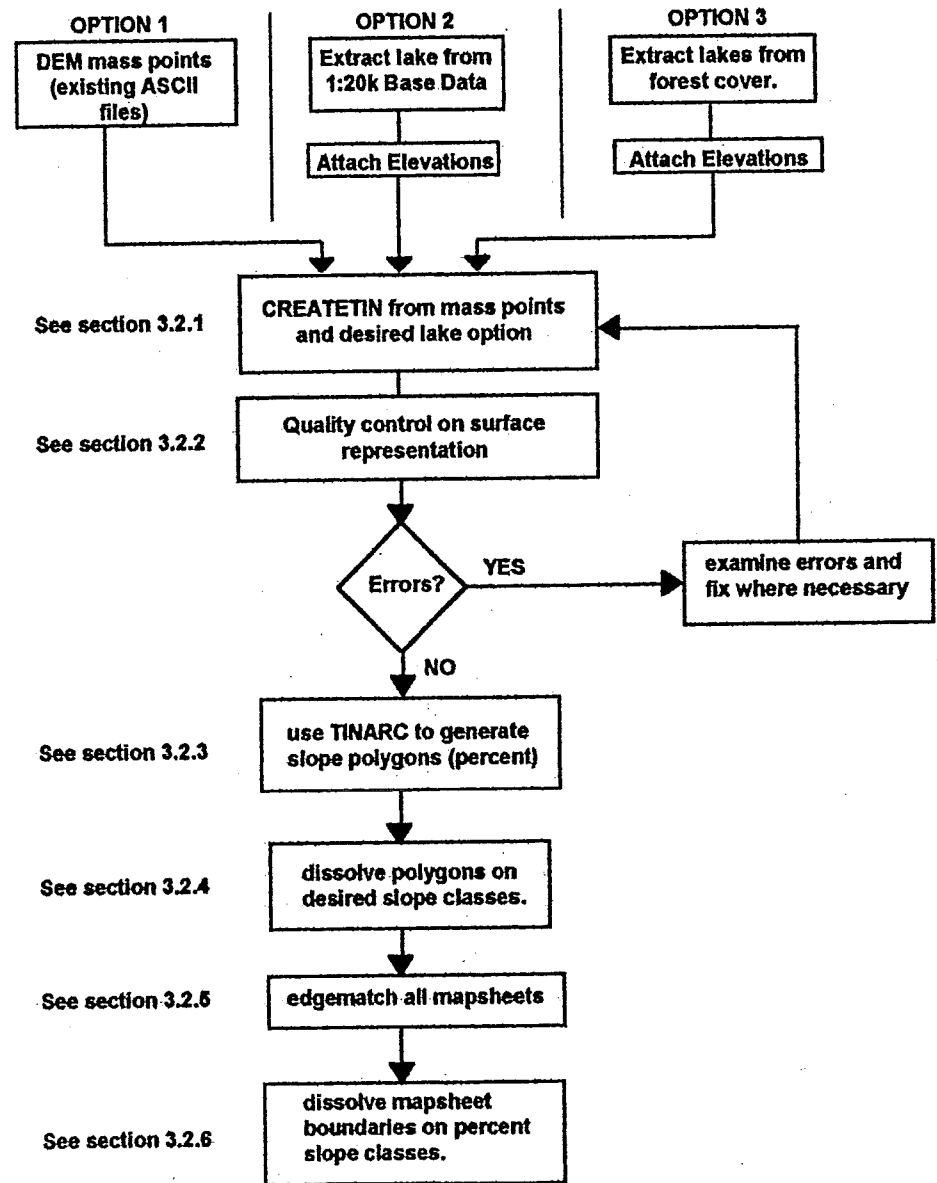 OPTION 1
OPTION 2
OPTION 3
DEM mass points
(existing ASCII
files)
Extract lake from
1:20k Base Data
Extract lakes from
forest cover.
Attach Elevations
Attach Elevations
See section 3.2.1
CREATETIN from mass points
and desired lake option
See section 3.2.2
Quality control on surface
representation
Errors?
YES
examine errors and
fix where necessary
NO
See section 3.2.3
use TINARC to generate
slope polygons (percent)
See section 3.2.4
dissolve polygons on
desired slope classes.
See section 3.2.5
edgematch all mapsheets
See section 3.2.6
dissolve mapsheet
boundaries on percent
slope classes.